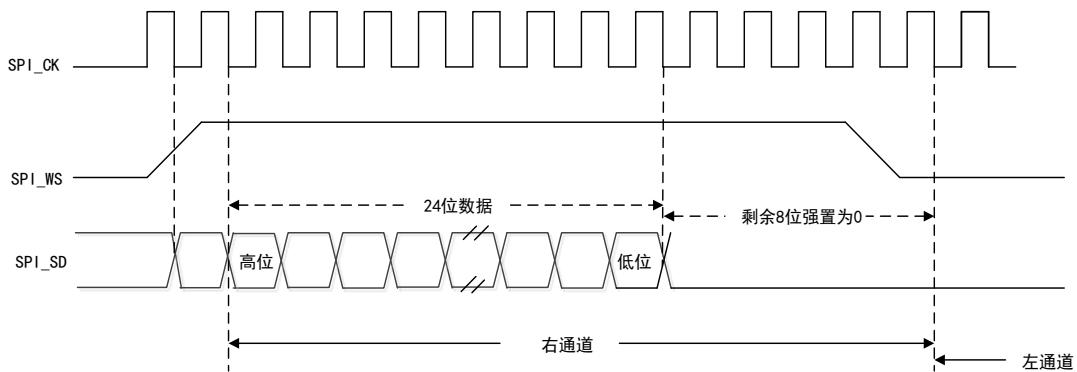 SPI_CK
SPI_WS
24位数据
剩余8位强置为0
SPI_SD
高位
低位
右通道
左通道